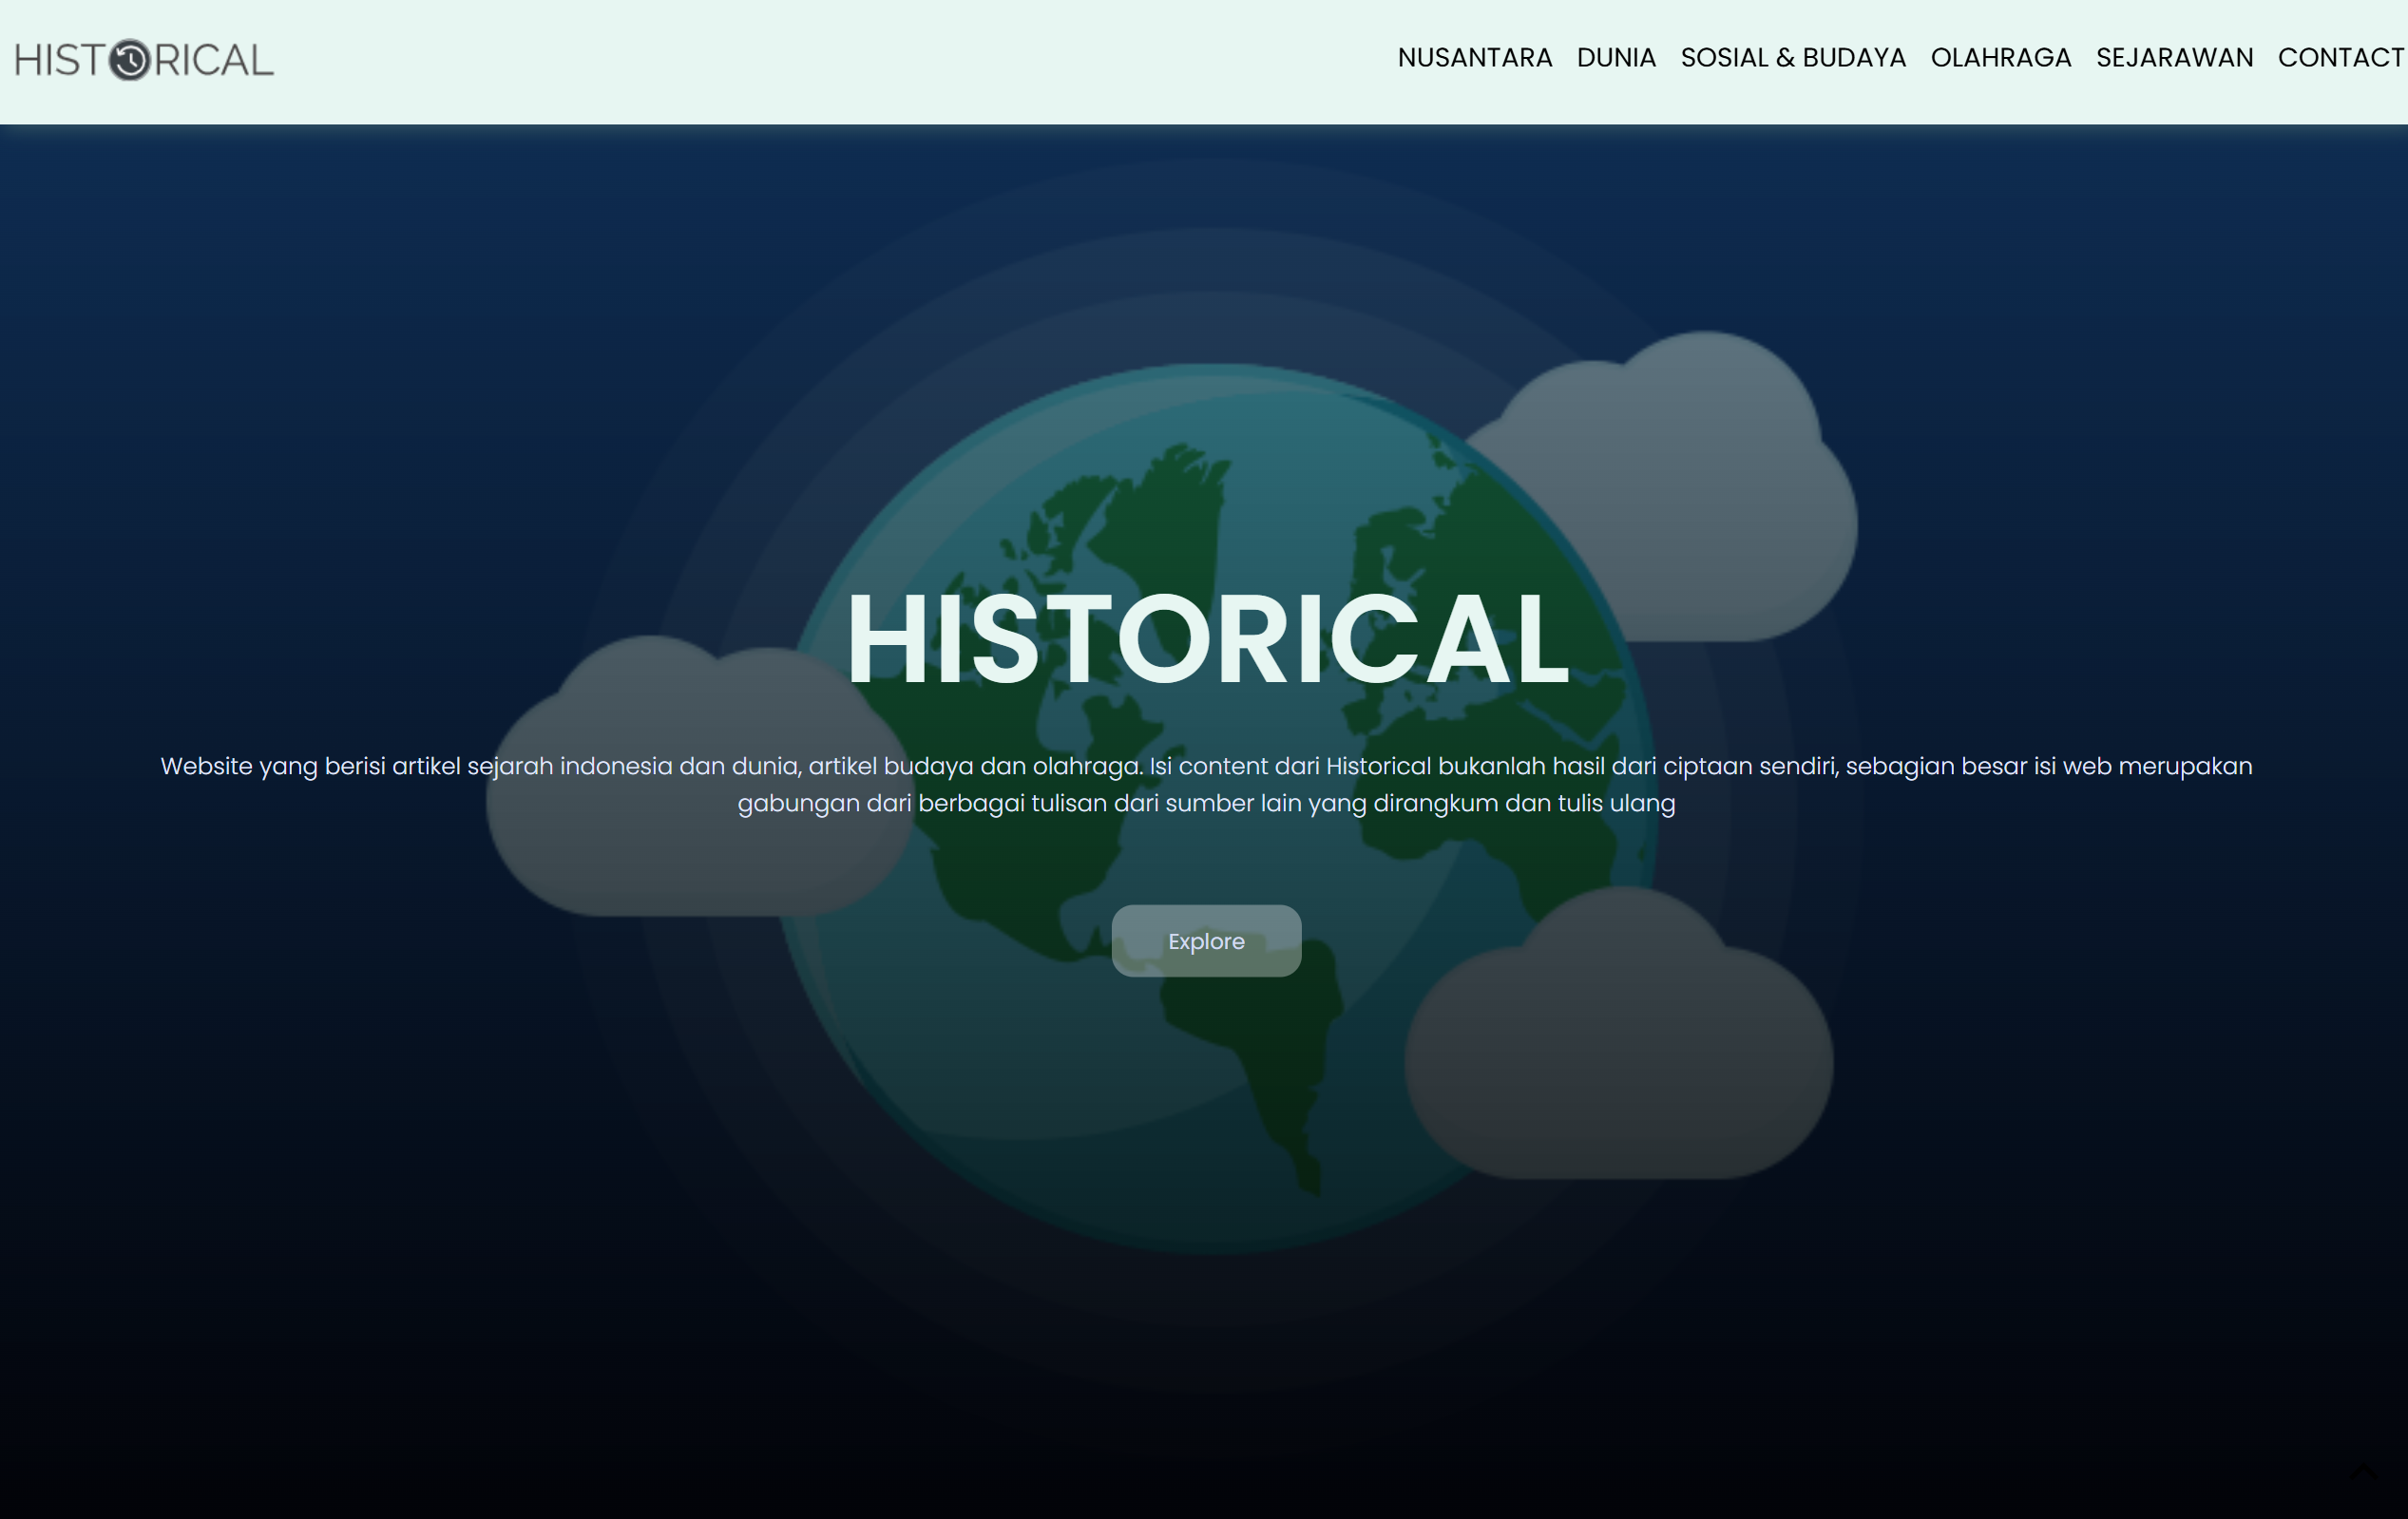 HISTORICAL
NUSANTARA DUNIA SOSIAL & BUDAYA OLAHRAGA SEJARAWAN CONTACT
HISTORICAL
Website yang berisi artikel sejarah indonesia dan dunia, artikel budaya dan olahraga. Isi content dari Historical bukanlah hasil dari ciptaan sendiri, sebagian besar isi web merupakan
gabungan dari berbagai tulisan dari sumber lain yang dirangkum dan tulis ulang
Explore